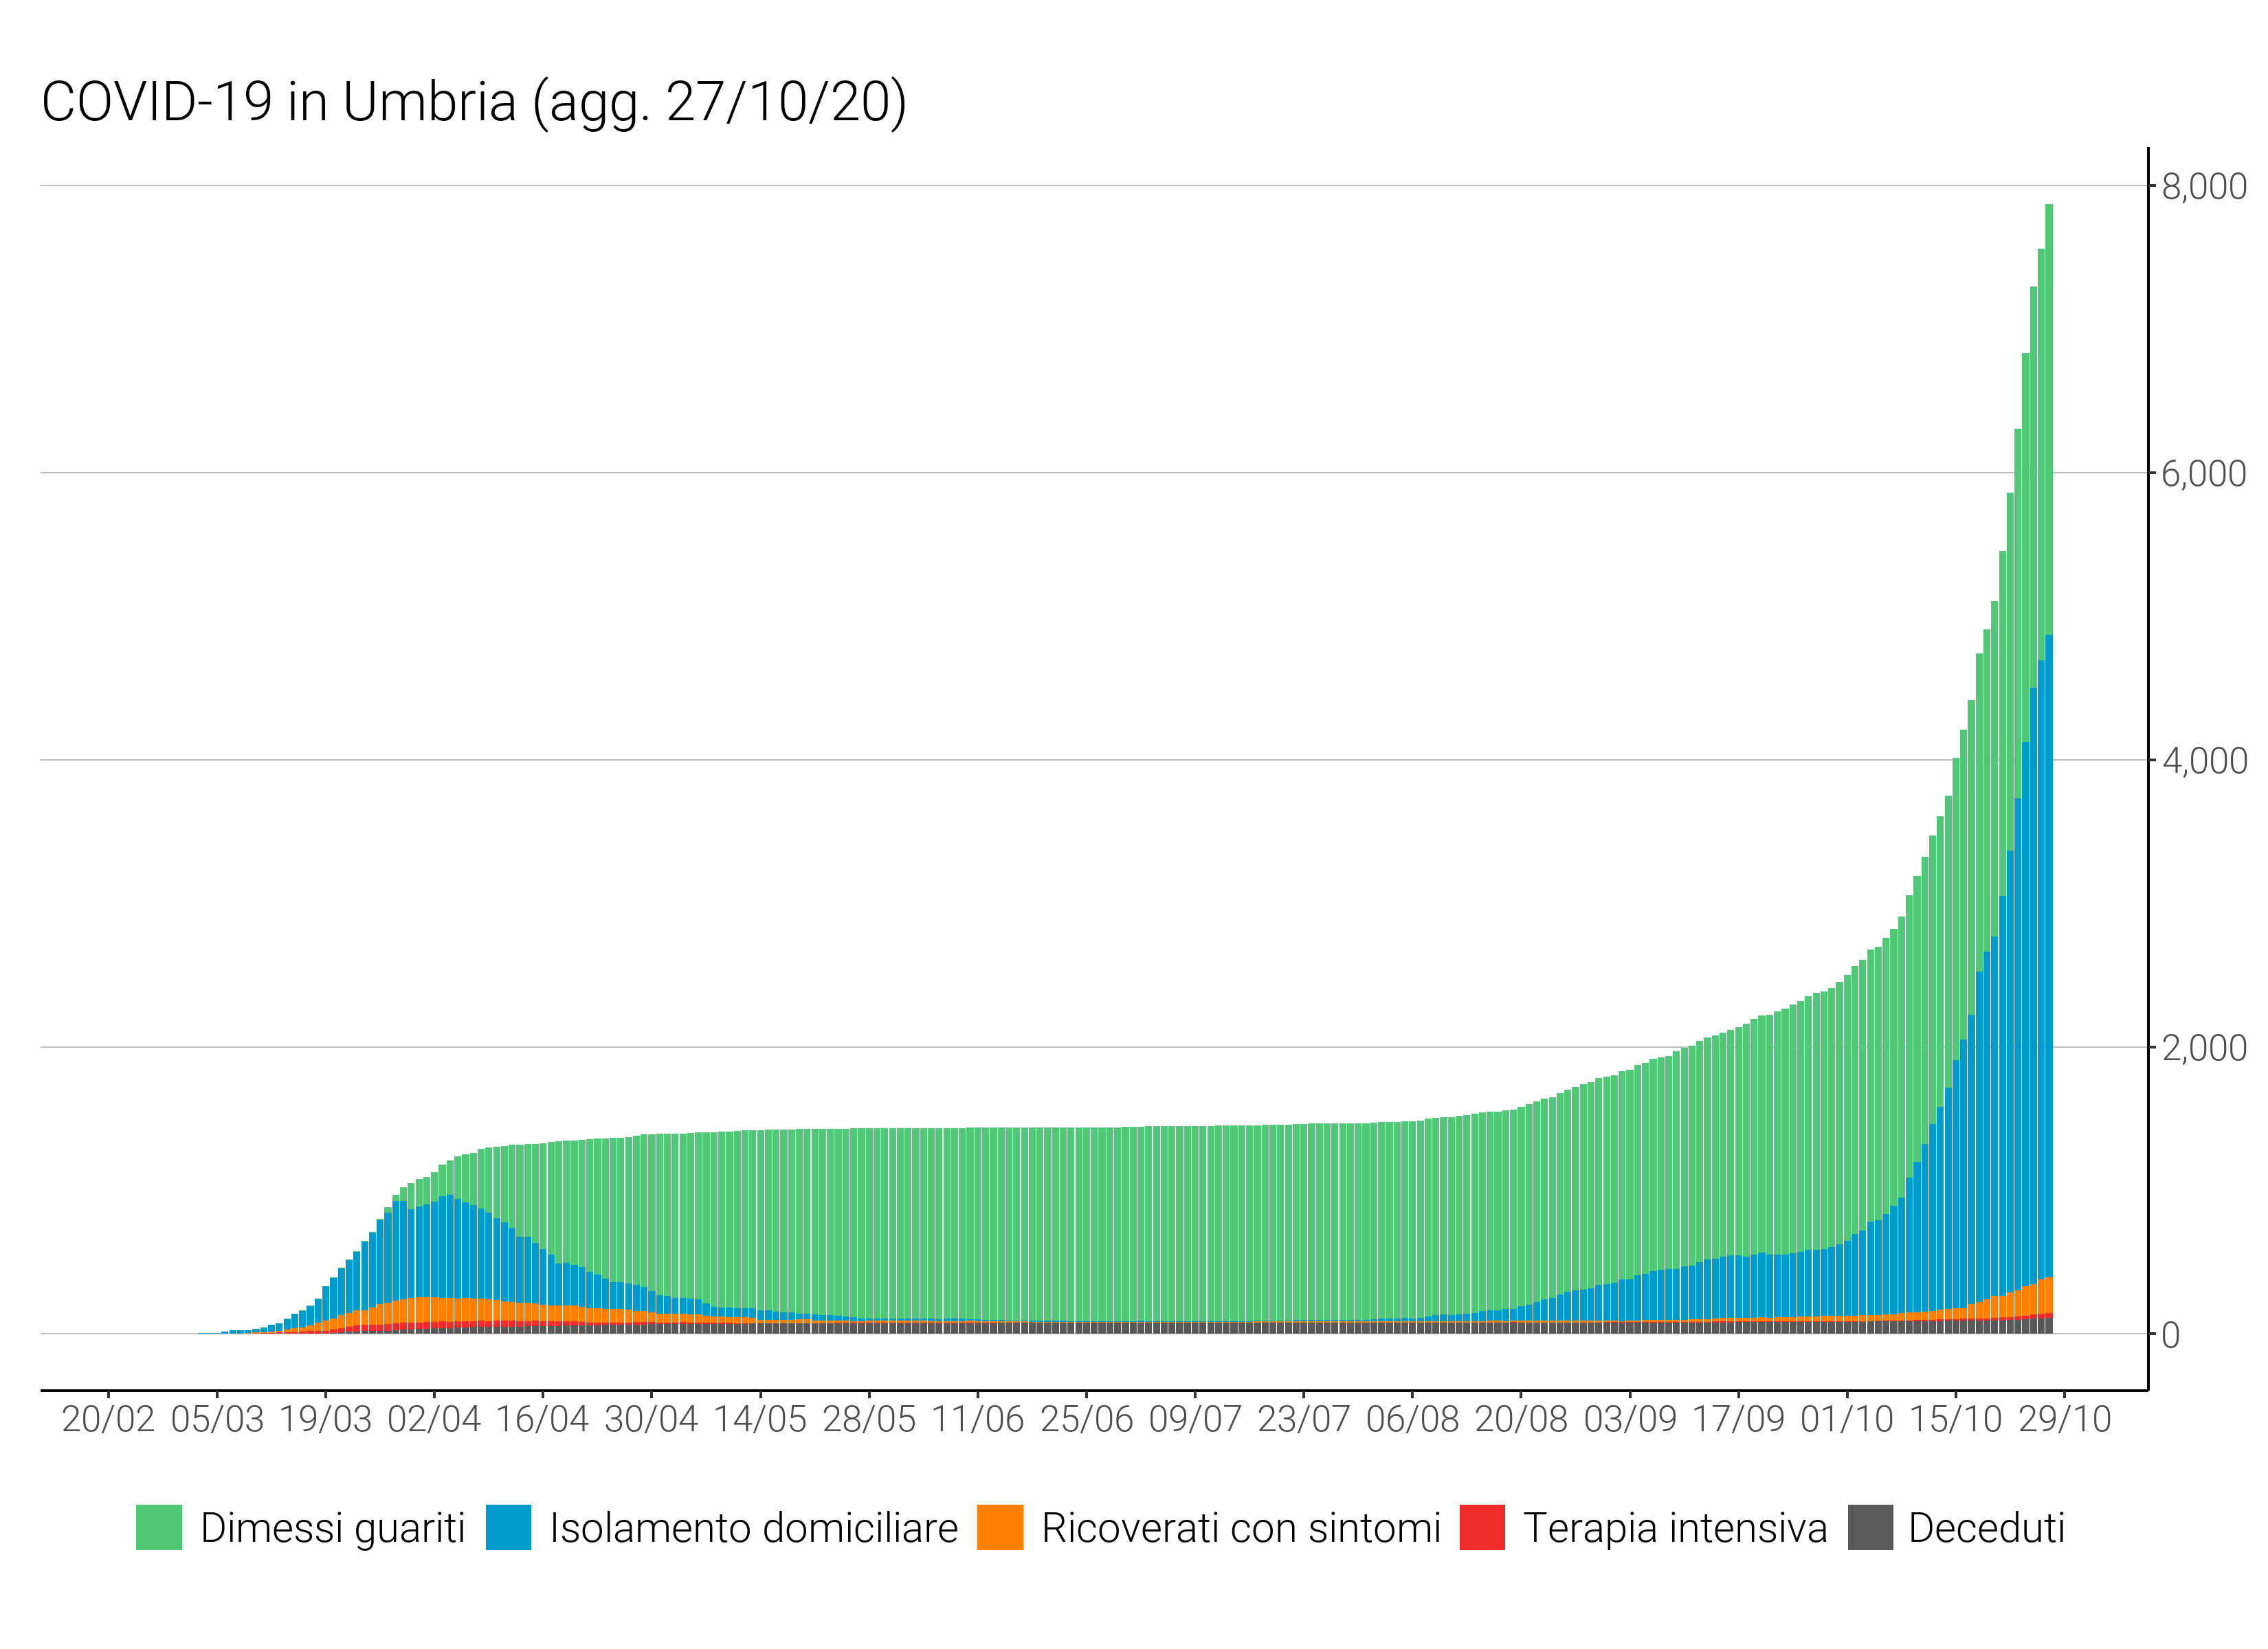 COVID-19 in Umbria (agg. 27/10/20)
8,000
6,000
4,000
2,000
0
20/02 05/03 19/03 02/04 16/04 30/04 14/05 28/05 11/06 25/06 09/07 23/07 06/08 20/08 03/09 17/09 01/10 15/10 29/10
Dimessi guariti Isolamento domiciliare Ricoverati con sintomi Terapia intensiva Deceduti